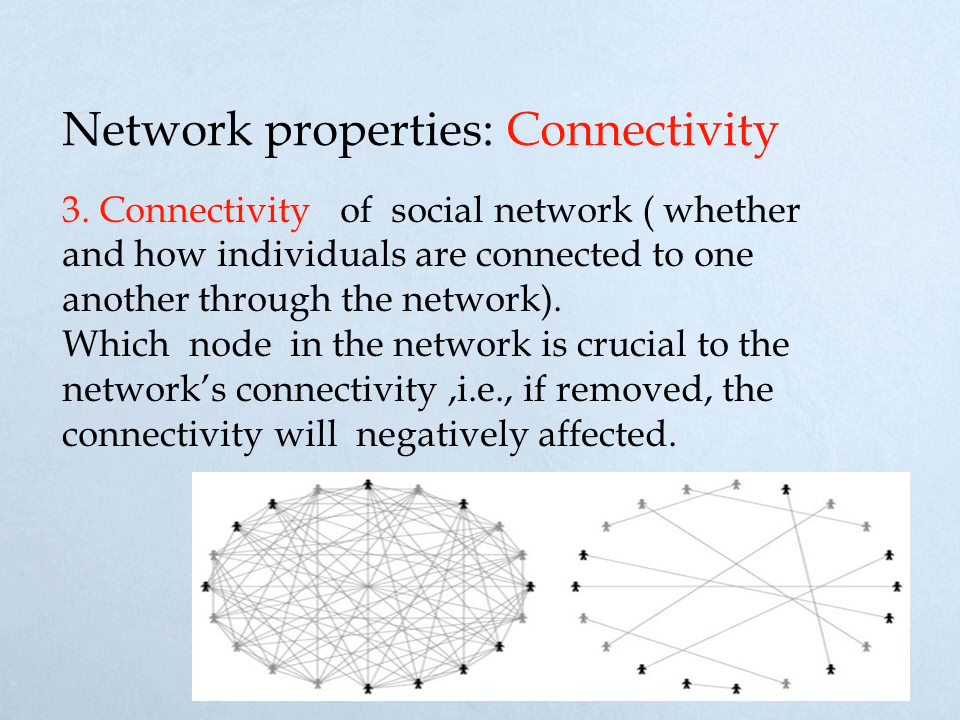 Network properties: Connectivity
3. Connectivity of social network ( whether
and how individuals are connected to one
another through the network).
Which node in the network is crucial to the
network’s connectivity ,i.e., if removed, the
connectivity will negatively affected.